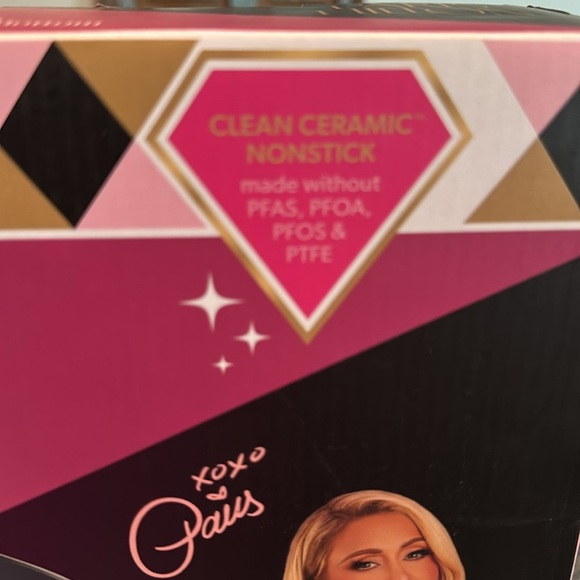 CLEAN CERAMIC™
NONSTICK
made without
PFAS, PFOA,
PFOS &
PTFE
xoxo
Paris